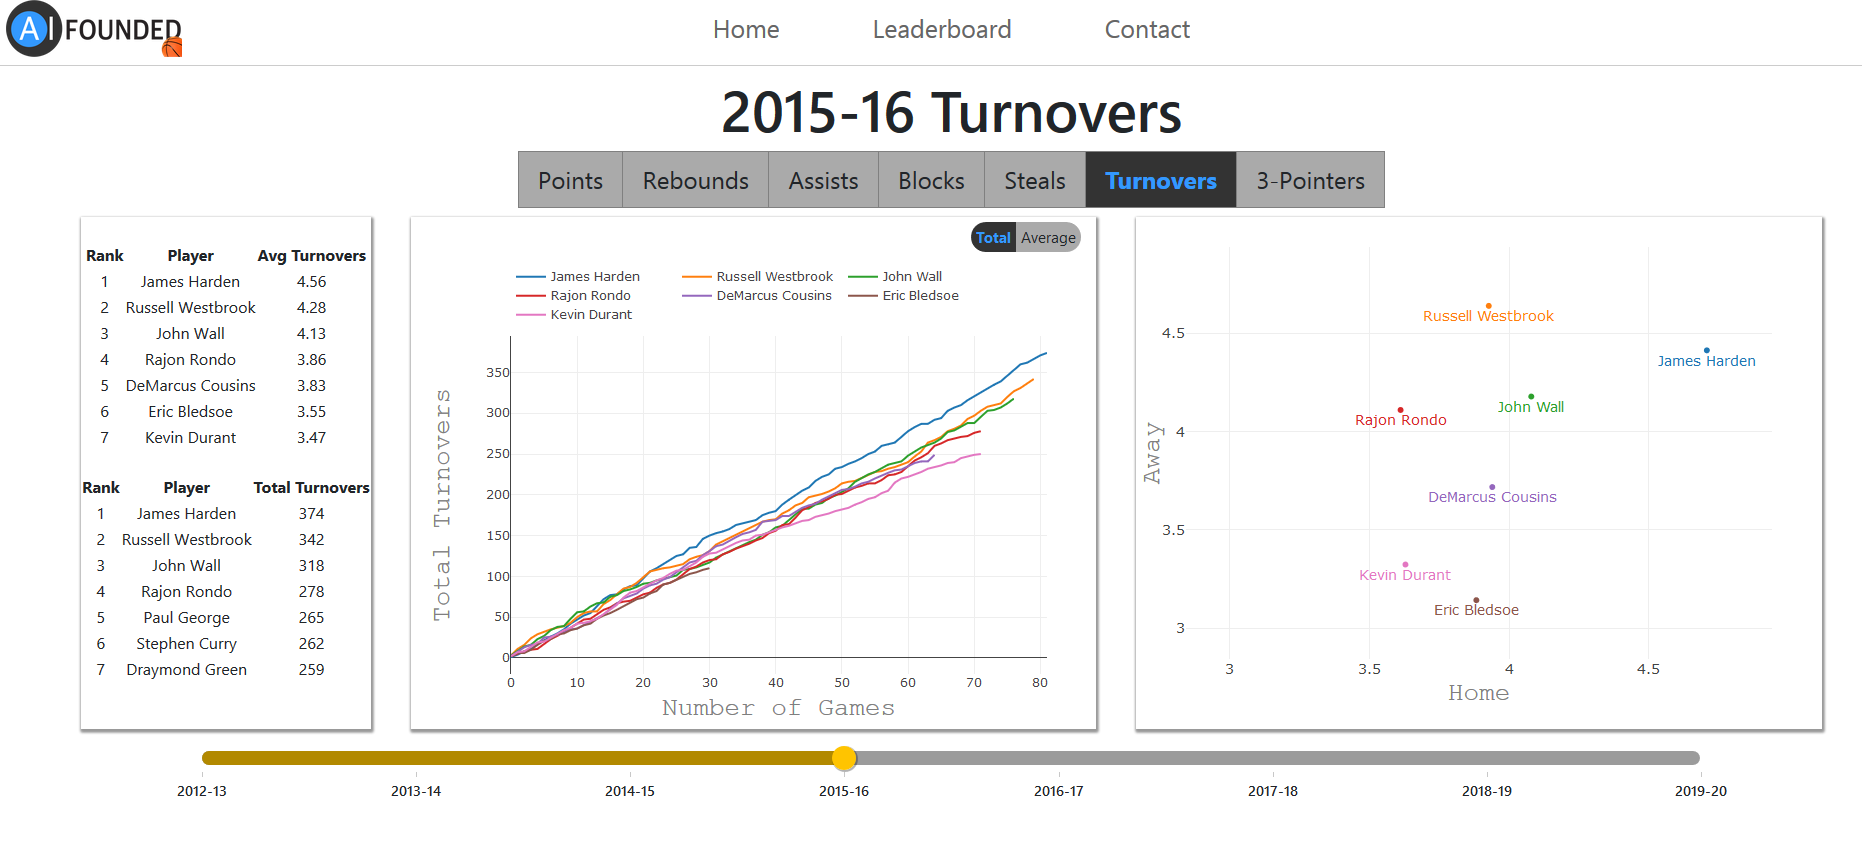 AI FOUNDED
Home Leaderboard Contact
2015-16 Turnovers
Points Rebounds Assists Blocks Steals Turnovers 3-Pointers
Rank Player Avg Turnovers
1 James Harden 4.56
2 Russell Westbrook 4.28
3 John Wall 4.13
4 Rajon Rondo 3.86
5 DeMarcus Cousins 3.83
6 Eric Bledsoe 3.55
7 Kevin Durant 3.47
Rank Player Total Turnovers
1 James Harden 374
2 Russell Westbrook 342
3 John Wall 318
4 Rajon Rondo 278
5 Paul George 265
6 Stephen Curry 262
7 Draymond Green 259
Total Average
James Harden Russell Westbrook John Wall
Rajon Rondo DeMarcus Cousins Eric Bledsoe
Kevin Durant
Total Turnovers
350
300
250
200
150
100
50
0
0 10 20 30 40 50 60 70 80
Number of Games
Away
4.5
4
3.5
3
Russell Westbrook
James Harden
John Wall
Rajon Rondo
DeMarcus Cousins
Kevin Durant
Eric Bledsoe
3 3.5 4 4.5
Home
2012-13 2013-14 2014-15 2015-16 2016-17 2017-18 2018-19 2019-20